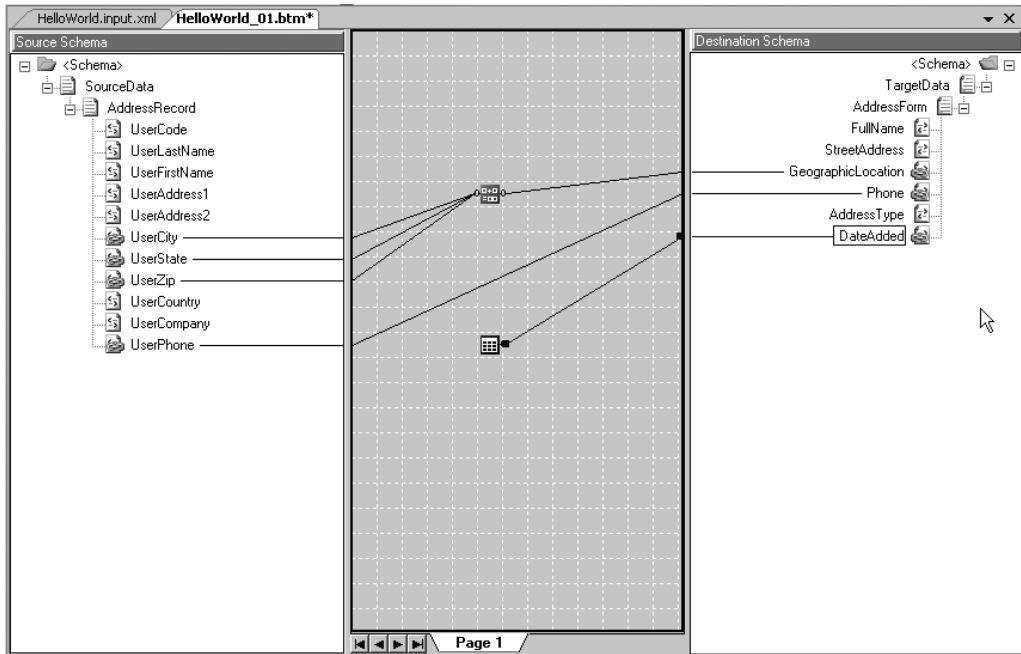 HelloWorld.input.xml HelloWorld_01.btm*
Source Schema
<Schema>
SourceData
AddressRecord
UserCode
UserLastName
UserFirstName
UserAddress1
UserAddress2
UserCity
UserState
UserZip
UserCountry
UserCompany
UserPhone
Page 1
Destination Schema
<Schema>
TargetData
AddressForm
FullName
StreetAddress
GeographicLocation
Phone
AddressType
DateAdded